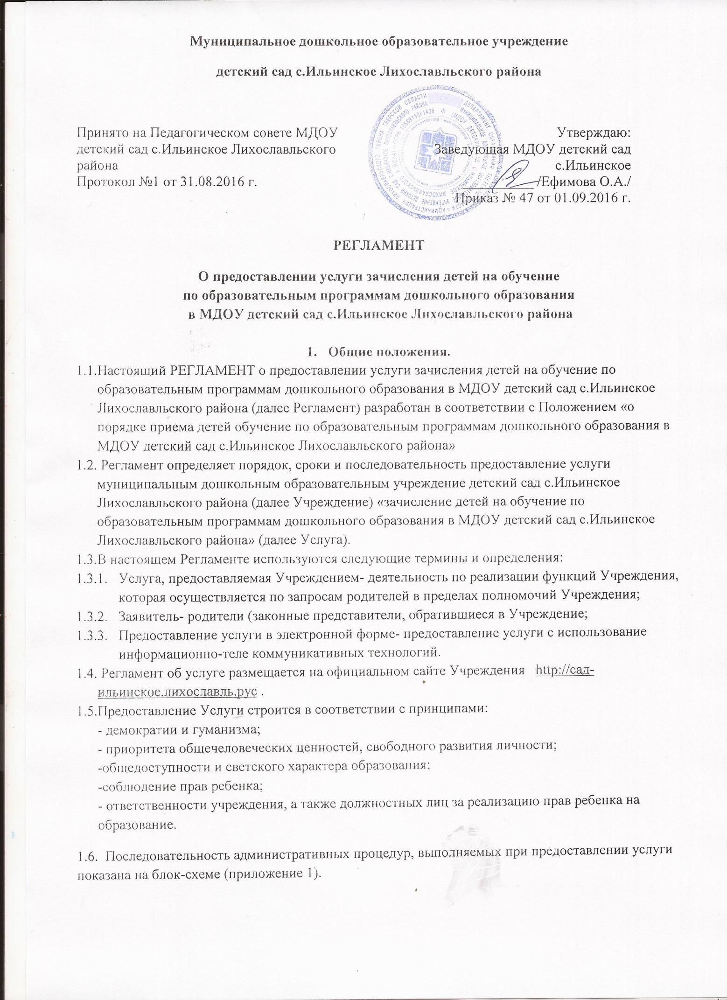 Муниципальное дошкольное образовательное учреждение
детский сад с.Ильинское Лихославльского района
Принято на Педагогическом совете МДОУ
детский сад с.Ильинское Лихославльского
района
Протокол №1 от 31.08.2016 г.
Утверждаю:
Заведующая МДОУ детский сад
с.Ильинское
/Ефимова О.А./
Приказ № 47 от 01.09.2016 г.
РЕГЛАМЕНТ
О предоставлении услуги зачисления детей на обучение
по образовательным программам дошкольного образования
в МДОУ детский сад с.Ильинское Лихославльского района
1. Общие положения.
1.1.Настоящий РЕГЛАМЕНТ о предоставлении услуги зачисления детей на обучение по
образовательным программам дошкольного образования в МДОУ детский сад с.Ильинское
Лихославльского района (далее Регламент) разработан в соответствии с Положением «о
порядке приема детей обучение по образовательным программам дошкольного образования в
МДОУ детский сад с.Ильинское Лихославльского района»
1.2. Регламент определяет порядок, сроки и последовательность предоставление услуги
муниципальным дошкольным образовательным учреждение детский сад с.Ильинское
Лихославльского района (далее Учреждение) «зачисление детей на обучение по
образовательным программам дошкольного образования в МДОУ детский сад с.Ильинское
Лихославльского района» (далее Услуга).
1.3.В настоящем Регламенте используются следующие термины и определения:
1.3.1. Услуга, предоставляемая Учреждением- деятельность по реализации функций Учреждения,
которая осуществляется по запросам родителей в пределах полномочий Учреждения;
1.3.2. Заявитель- родители (законные представители, обратившиеся в Учреждение;
1.3.3. Предоставление услуги в электронной форме- предоставление услуги с использование
информационно-теле коммуникативных технологий.
1.4. Регламент об услуге размещается на официальном сайте Учреждения http://сад-
ильинское.лихославль.рус .
1.5.Предоставление Услуги строится в соответствии с принципами:
- демократии и гуманизма;
- приоритета общечеловеческих ценностей, свободного развития личности;
-общедоступности и светского характера образования;
-соблюдение прав ребенка;
- ответственности учреждения, а также должностных лиц за реализацию прав ребенка на
образование.
1.6. Последовательность административных процедур, выполняемых при предоставлении услуги
показана на блок-схеме (приложение 1).